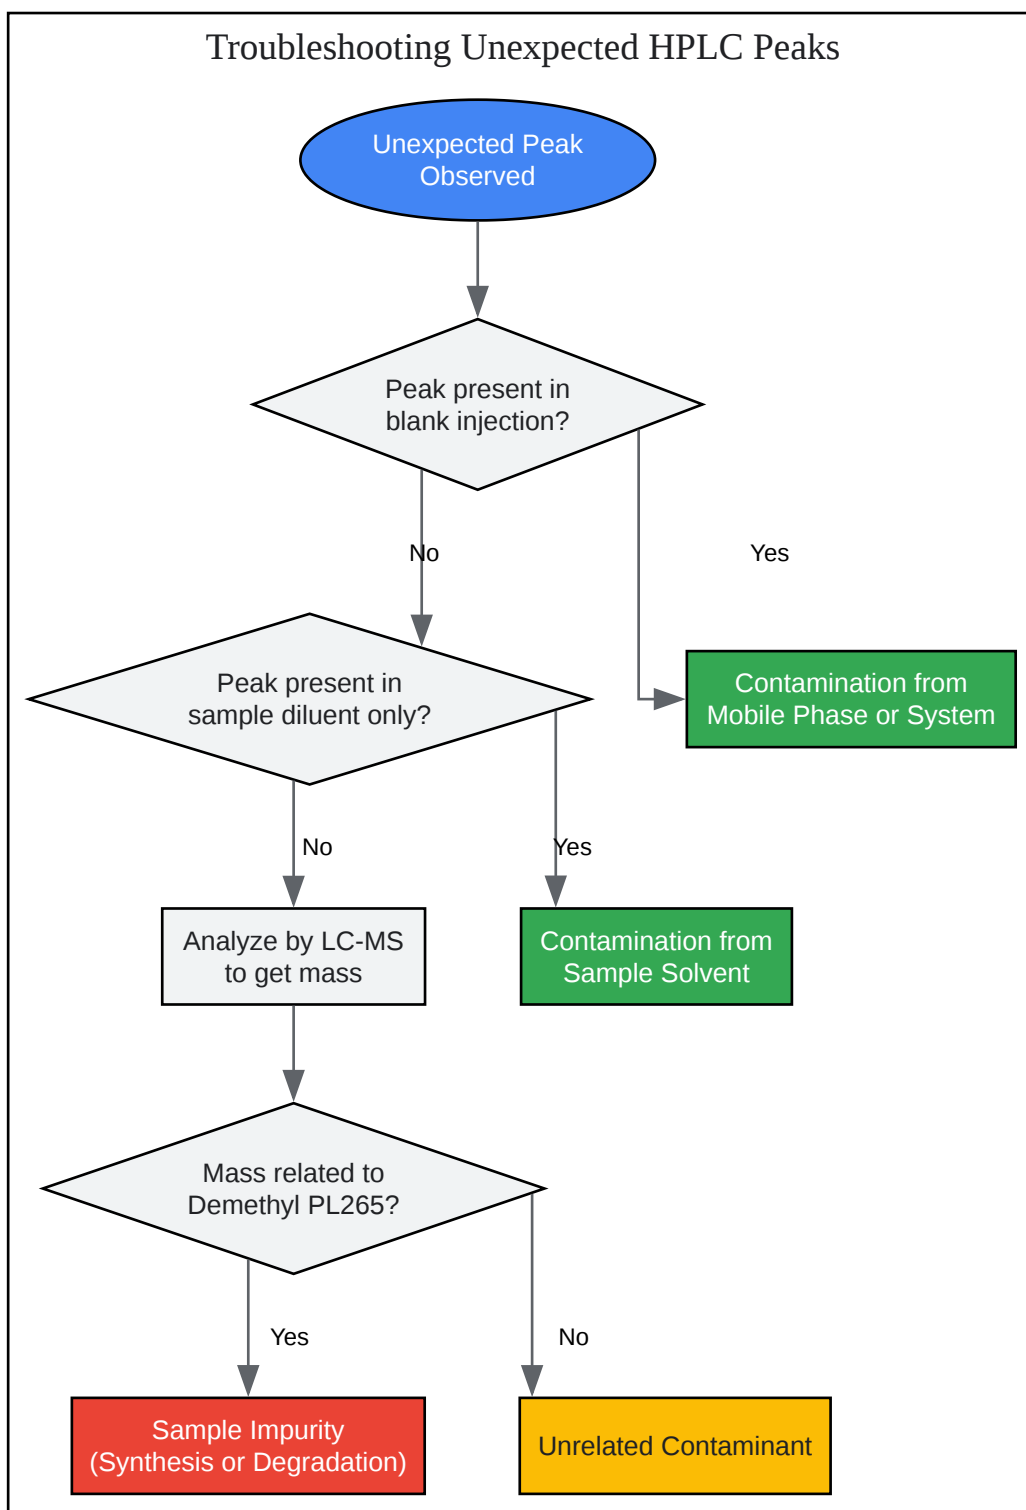 Troubleshooting Unexpected HPLC Peaks
Unexpected Peak
Observed
Peak present in
blank injection?
No
Yes
Peak present in
sample diluent only?
Contamination from
Mobile Phase or System
No
Yes
Analyze by LC-MS
to get mass
Contamination from
Sample Solvent
Mass related to
Demethyl PL265?
Yes
No
Sample Impurity
(Synthesis or Degradation)
Unrelated Contaminant